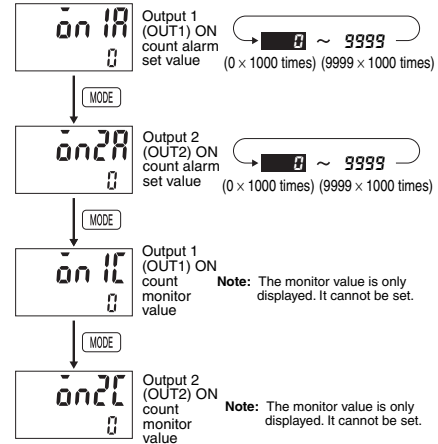 on1A
0
Output 1
(OUT1) ON
count alarm
set value
0 ~ 9999
(0 × 1000 times) (9999 × 1000 times)
MODE
on2A
0
Output 2
(OUT2) ON
count alarm
set value
0 ~ 9999
(0 × 1000 times) (9999 × 1000 times)
MODE
on1C
0
Output 1
(OUT1) ON
count
monitor
value
Note: The monitor value is only
displayed. It cannot be set.
MODE
on2C
0
Output 2
(OUT2) ON
count
monitor
value
Note: The monitor value is only
displayed. It cannot be set.